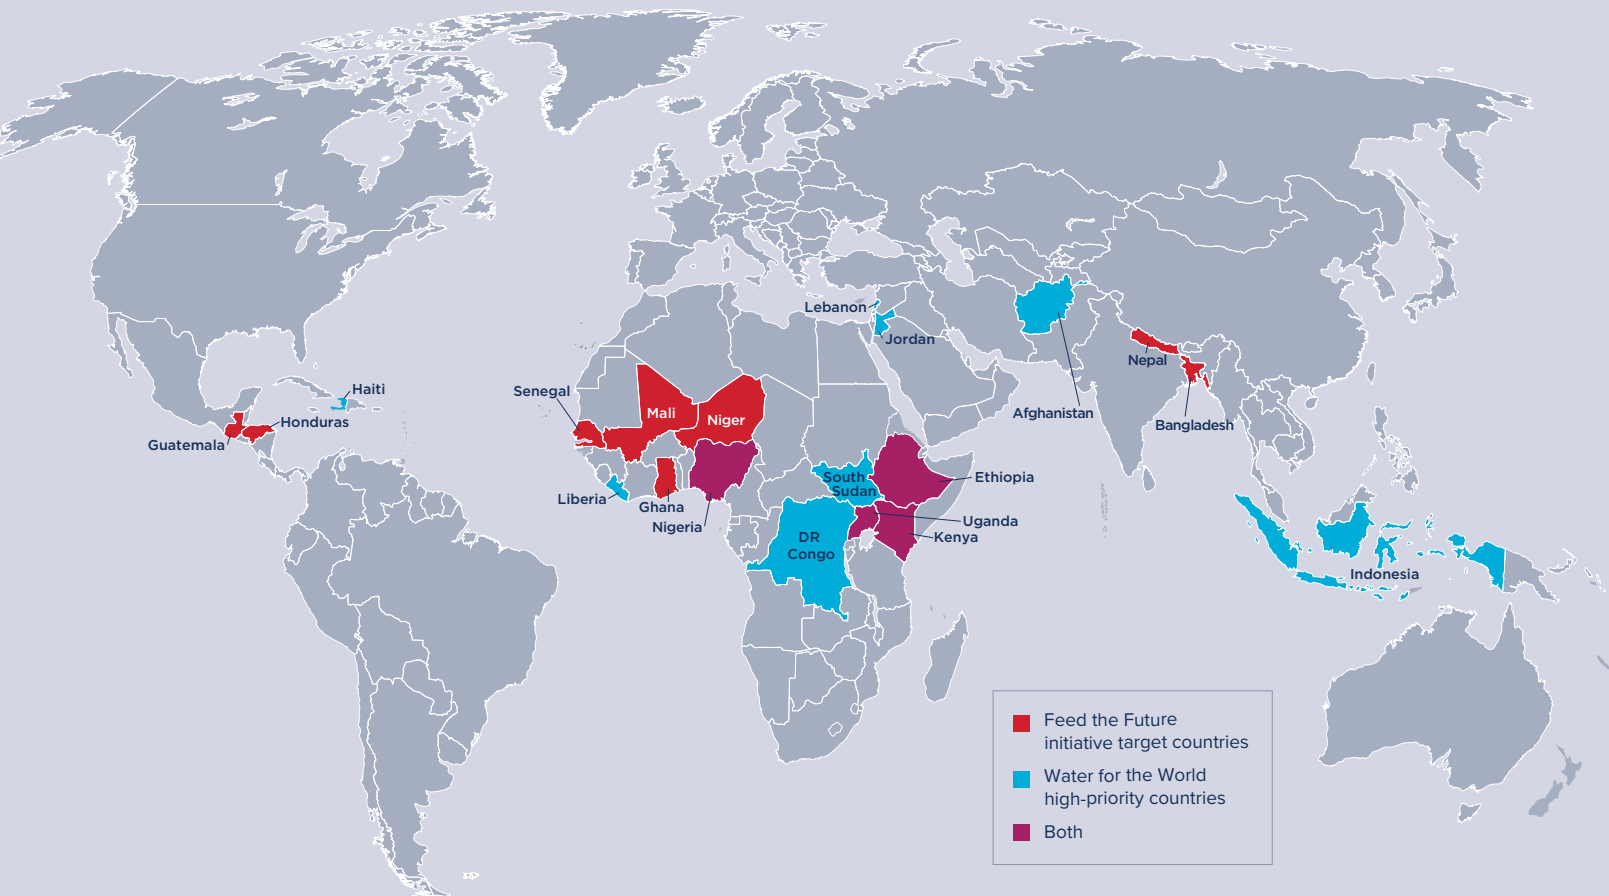 Lebanon
Jordan
Haiti
Senegal
Mali
Niger
Nepal
Honduras
Guatemala
Afghanistan
Bangladesh
South
Sudan
Ethiopia
Liberia
Ghana
Nigeria
Uganda
Kenya
DR
Congo
Indonesia
Feed the Future
initiative target countries
Water for the World
high-priority countries
Both